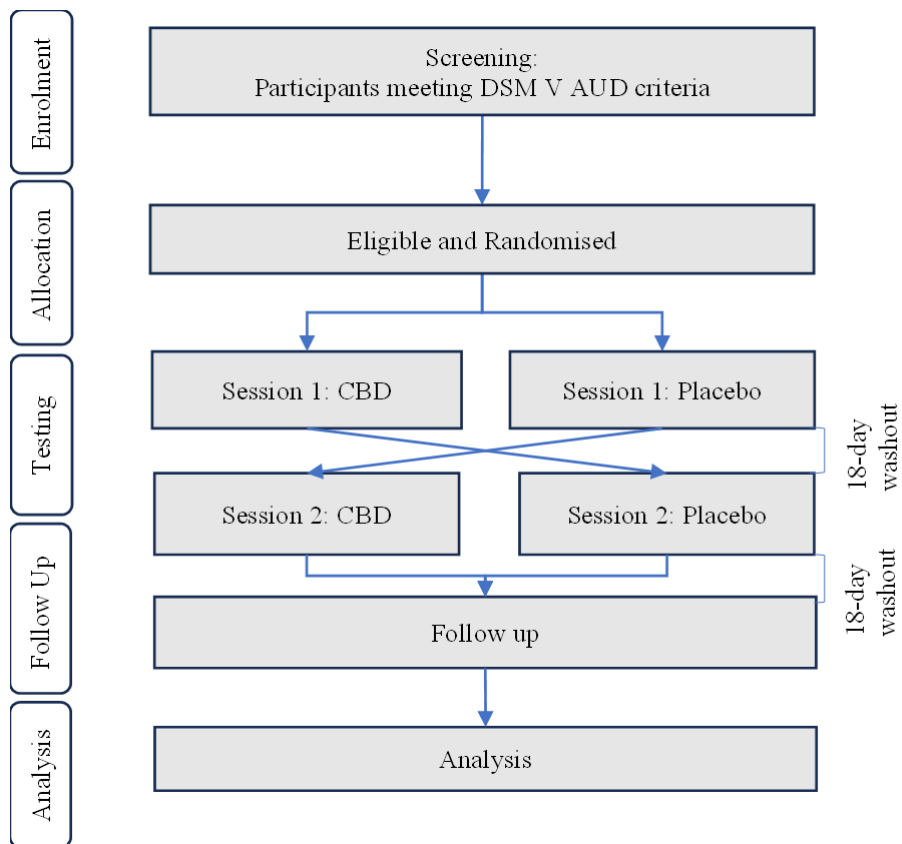 Enrolment
Screening:
Participants meeting DSM V AUD criteria
Allocation
Eligible and Randomised
Testing
Session 1: CBD
Session 1: Placebo
18-day
washout
Session 2: CBD
Session 2: Placebo
Follow Up
18-day
washout
Follow up
Analysis
Analysis